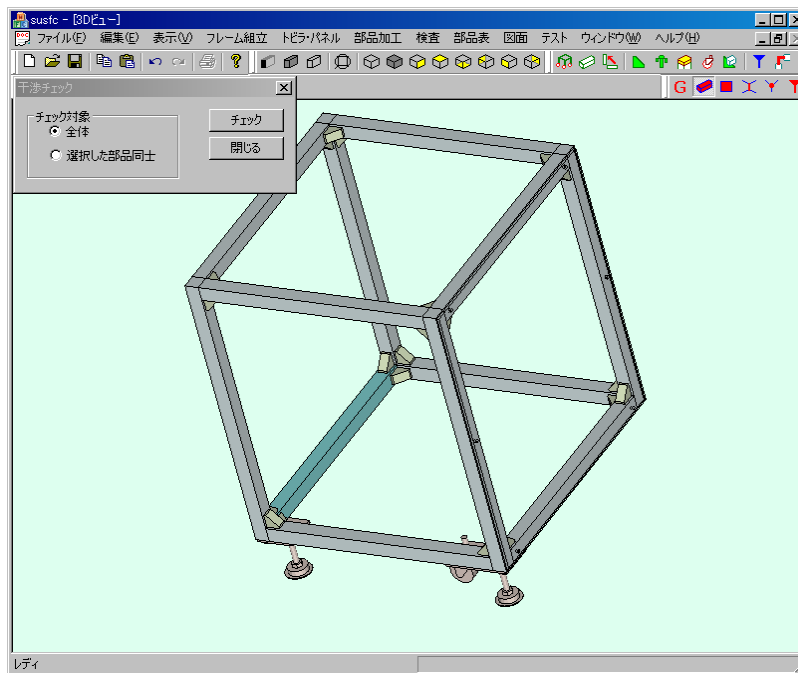 susfc - [3Dビュー]
ファイル(F) 編集(E) 表示(V) フレーム組立 トビラ・パネル 部品加工 検査 部品表 図面 テスト ウィンドウ(W) ヘルプ(H)
DOC
G
干渉チェック
チェック対象
全体
選択した部品同士
チェック
閉じる
レディ